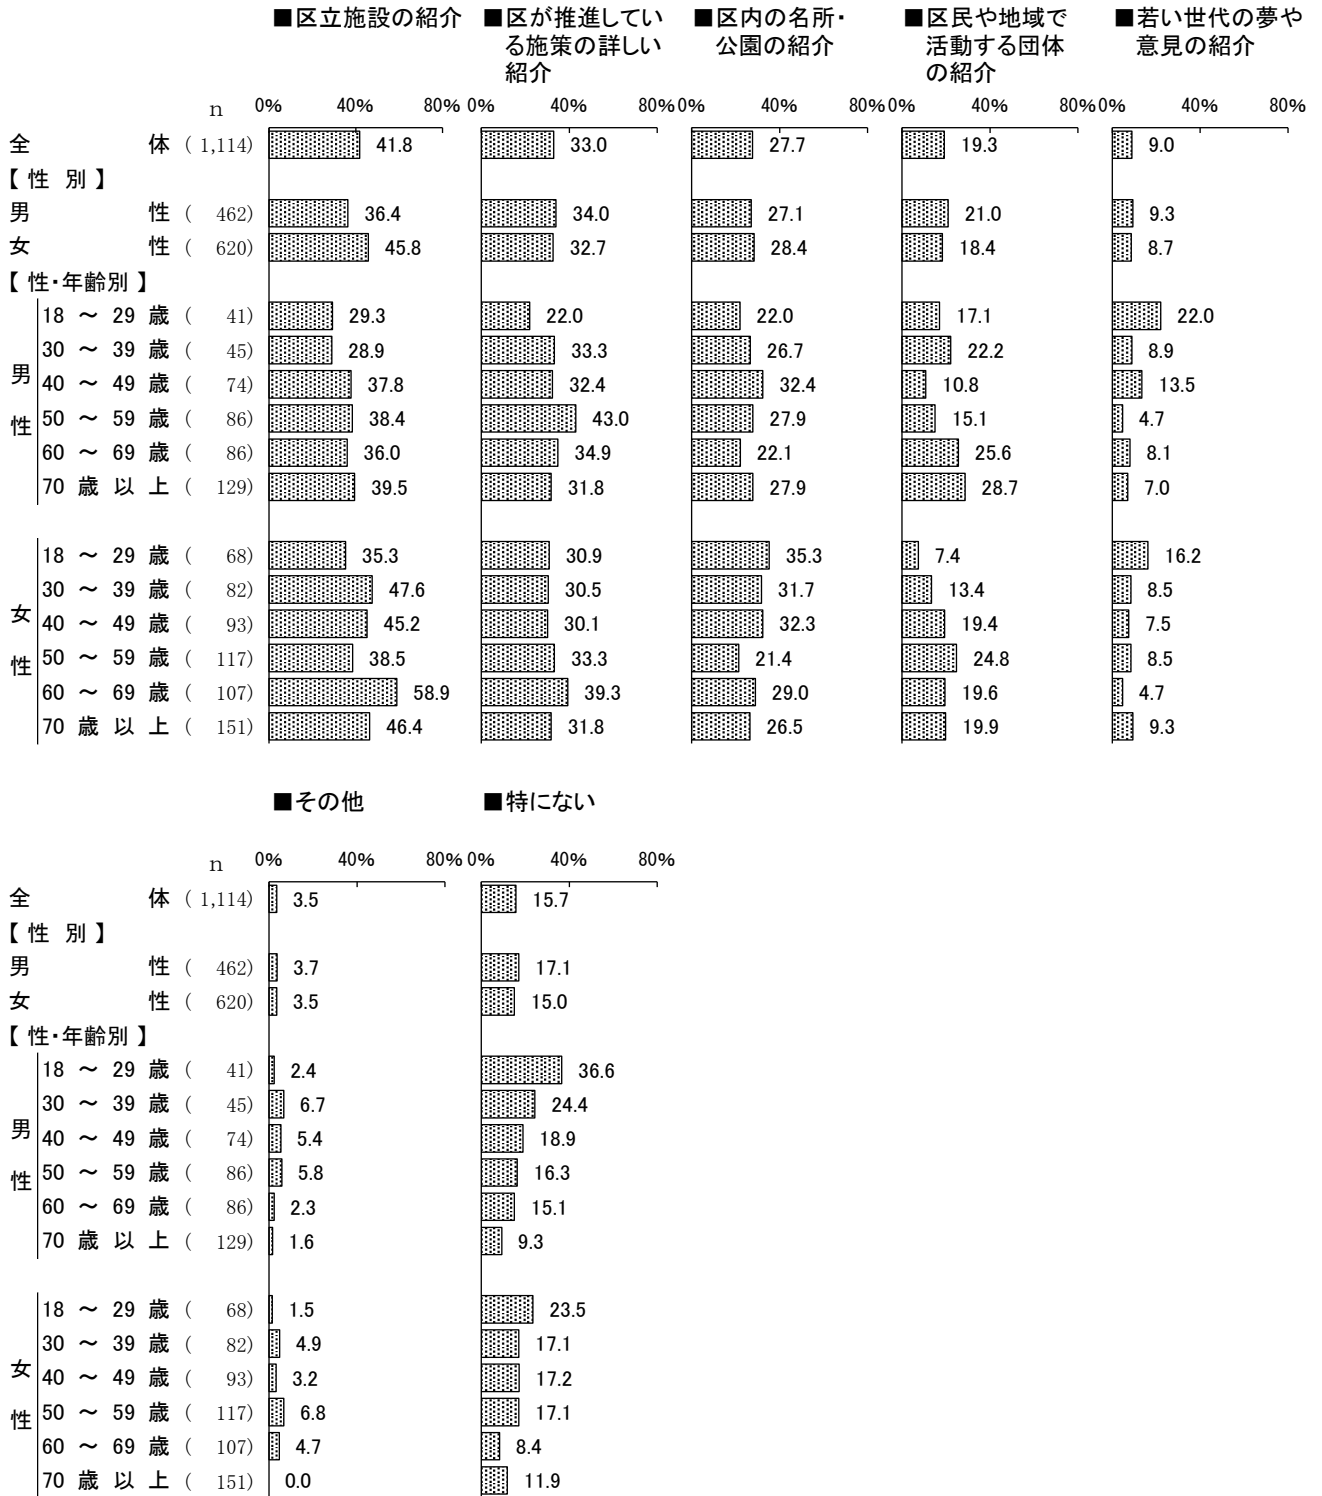 ■区立施設の紹介 ■区が推進してい ■区内の名所・ ■区民や地域で ■若い世代の夢や
る施策の詳しい 公園の紹介 活動する団体 意見の紹介
紹介 の紹介
n 0% 40% 80% 0% 40% 80% 0% 40% 80% 0% 40% 80% 0% 40% 80%
全 体 ( 1,114) 41.8 33.0 27.7 19.3 9.0
【 性 別 】
男 性 ( 462) 36.4 34.0 27.1 21.0 9.3
女 性 ( 620) 45.8 32.7 28.4 18.4 8.7
【 性・年齢別 】
男性
18 ～ 29 歳 ( 41) 29.3 22.0 22.0 17.1 22.0
30 ～ 39 歳 ( 45) 28.9 33.3 26.7 22.2 8.9
40 ～ 49 歳 ( 74) 37.8 32.4 32.4 10.8 13.5
50 ～ 59 歳 ( 86) 38.4 43.0 27.9 15.1 4.7
60 ～ 69 歳 ( 86) 36.0 34.9 22.1 25.6 8.1
70 歳 以 上 ( 129) 39.5 31.8 27.9 28.7 7.0
女性
18 ～ 29 歳 ( 68) 35.3 30.9 35.3 7.4 16.2
30 ～ 39 歳 ( 82) 47.6 30.5 31.7 13.4 8.5
40 ～ 49 歳 ( 93) 45.2 30.1 32.3 19.4 7.5
50 ～ 59 歳 ( 117) 38.5 33.3 21.4 24.8 8.5
60 ～ 69 歳 ( 107) 58.9 39.3 29.0 19.6 4.7
70 歳 以 上 ( 151) 46.4 31.8 26.5 19.9 9.3
■その他 ■特にない
n 0% 40% 80% 0% 40% 80%
全 体 ( 1,114) 3.5 15.7
【 性 別 】
男 性 ( 462) 3.7 17.1
女 性 ( 620) 3.5 15.0
【 性・年齢別 】
男性
18 ～ 29 歳 ( 41) 2.4 36.6
30 ～ 39 歳 ( 45) 6.7 24.4
40 ～ 49 歳 ( 74) 5.4 18.9
50 ～ 59 歳 ( 86) 5.8 16.3
60 ～ 69 歳 ( 86) 2.3 15.1
70 歳 以 上 ( 129) 1.6 9.3
女性
18 ～ 29 歳 ( 68) 1.5 23.5
30 ～ 39 歳 ( 82) 4.9 17.1
40 ～ 49 歳 ( 93) 3.2 17.2
50 ～ 59 歳 ( 117) 6.8 17.1
60 ～ 69 歳 ( 107) 4.7 8.4
70 歳 以 上 ( 151) 0.0 11.9